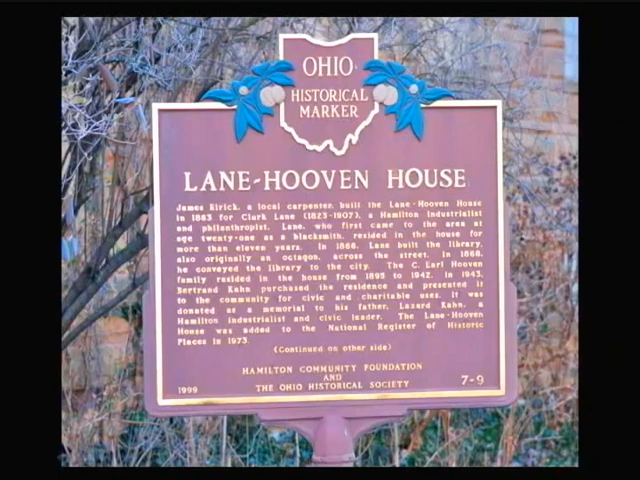 OHIO
HISTORICAL
MARKER
LANE-HOOVEN HOUSE
James Elrick, a local carpenter, built the Lane-Hooven House
in 1863 for Clark Lane (1823-1907), a Hamilton industrialist
and philanthropist. Lane, who first came to the area at
age twenty-one as a blacksmith, resided in the house for
more than eleven years. In 1866, Lane built the library,
also originally an octagon, across the street. In 1868,
he conveyed the library to the city. The C. Earl Hooven
family resided in the house from 1895 to 1942. In 1943,
Bertrand Kahn purchased the residence and presented it
to the community for civic and charitable uses. It was
donated as a memorial to his father, Lazard Kahn, a
Hamilton industrialist and civic leader. The Lane-Hooven
House was added to the National Register of Historic
Places in 1973.
(Continued on other side)
HAMILTON COMMUNITY FOUNDATION
AND
THE OHIO HISTORICAL SOCIETY
1999
7-9